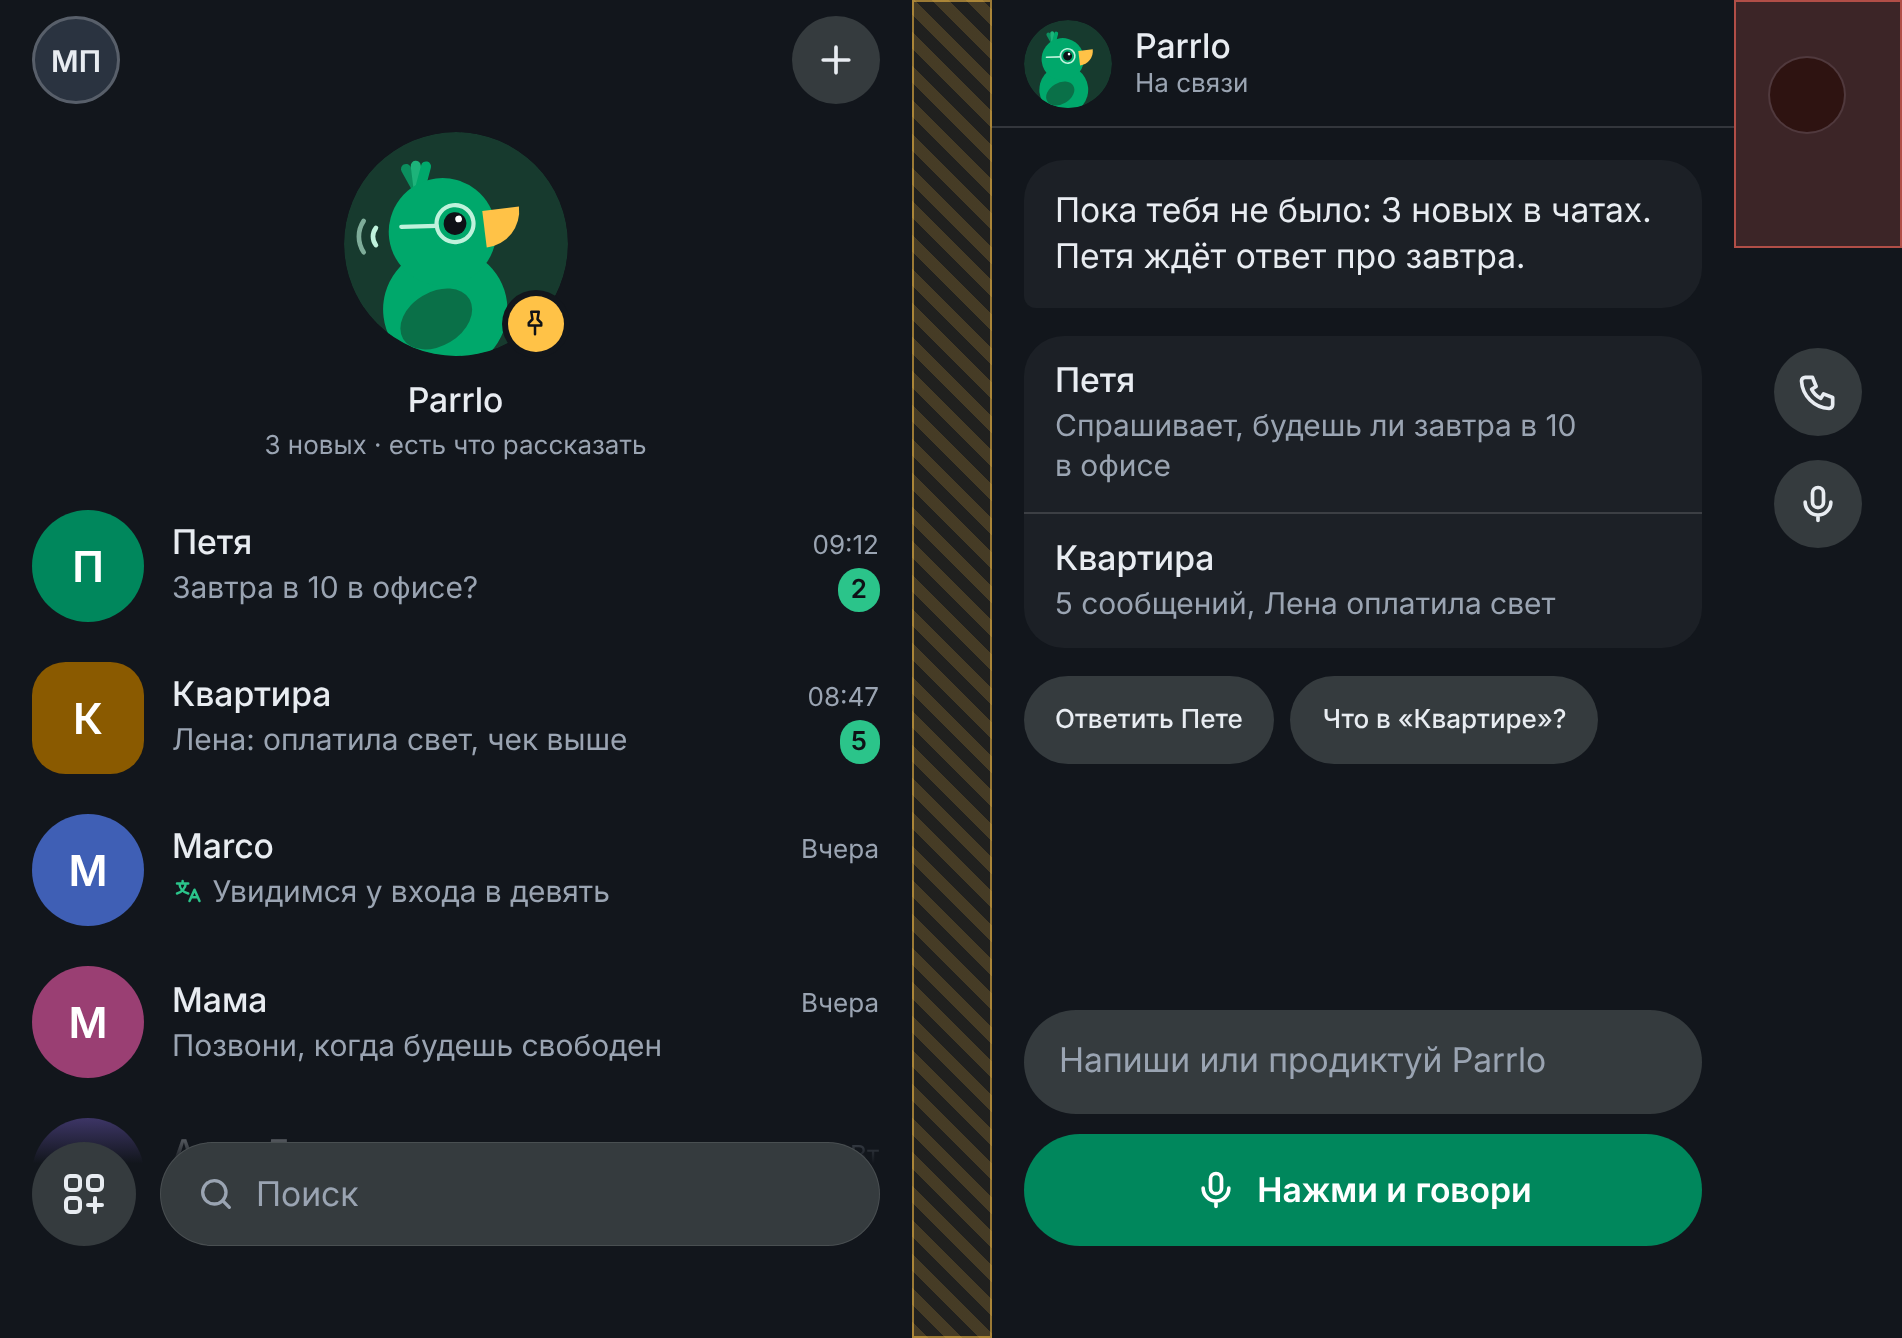 МП
Parrlo
3 новых · есть что рассказать
П
Петя
09:12
Завтра в 10 в офисе?
2
К
Квартира
08:47
Лена: оплатила свет, чек выше
5
M
Marco
Вчера
Увидимся у входа в девять
М
Мама
Вчера
Позвони, когда будешь свободен
Поиск
Parrlo
На связи
Пока тебя не было: 3 новых в чатах.
Петя ждёт ответ про завтра.
Петя
Спрашивает, будешь ли завтра в 10
в офисе
Квартира
5 сообщений, Лена оплатила свет
Ответить Пете
Что в «Квартире»?
Напиши или продиктуй Parrlo
Нажми и говори